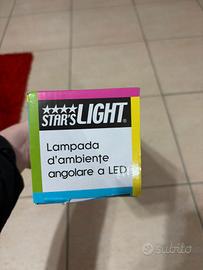 ★★★★
STAR'S LIGHT®
Lampada
d'ambiente
angolare a LED
subito